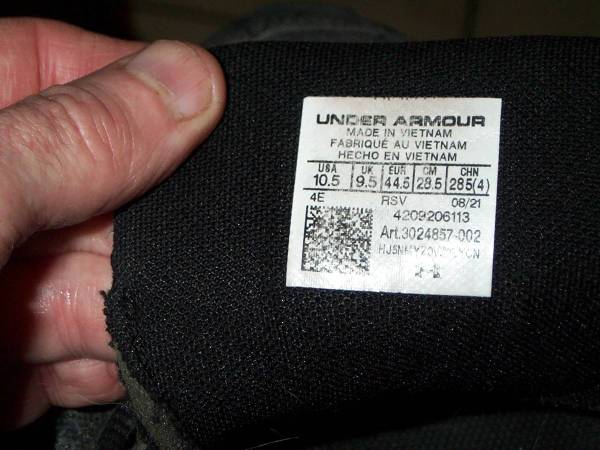 UNDER ARMOUR
MADE IN VIETNAM
FABRIQUÉ AU VIETNAM
HECHO EN VIETNAM
USA UK EUR CM CHN
10.5 9.5 44.5 28.5 285(4)
4E RSV 08/21
4209206113
Art.3024857-002